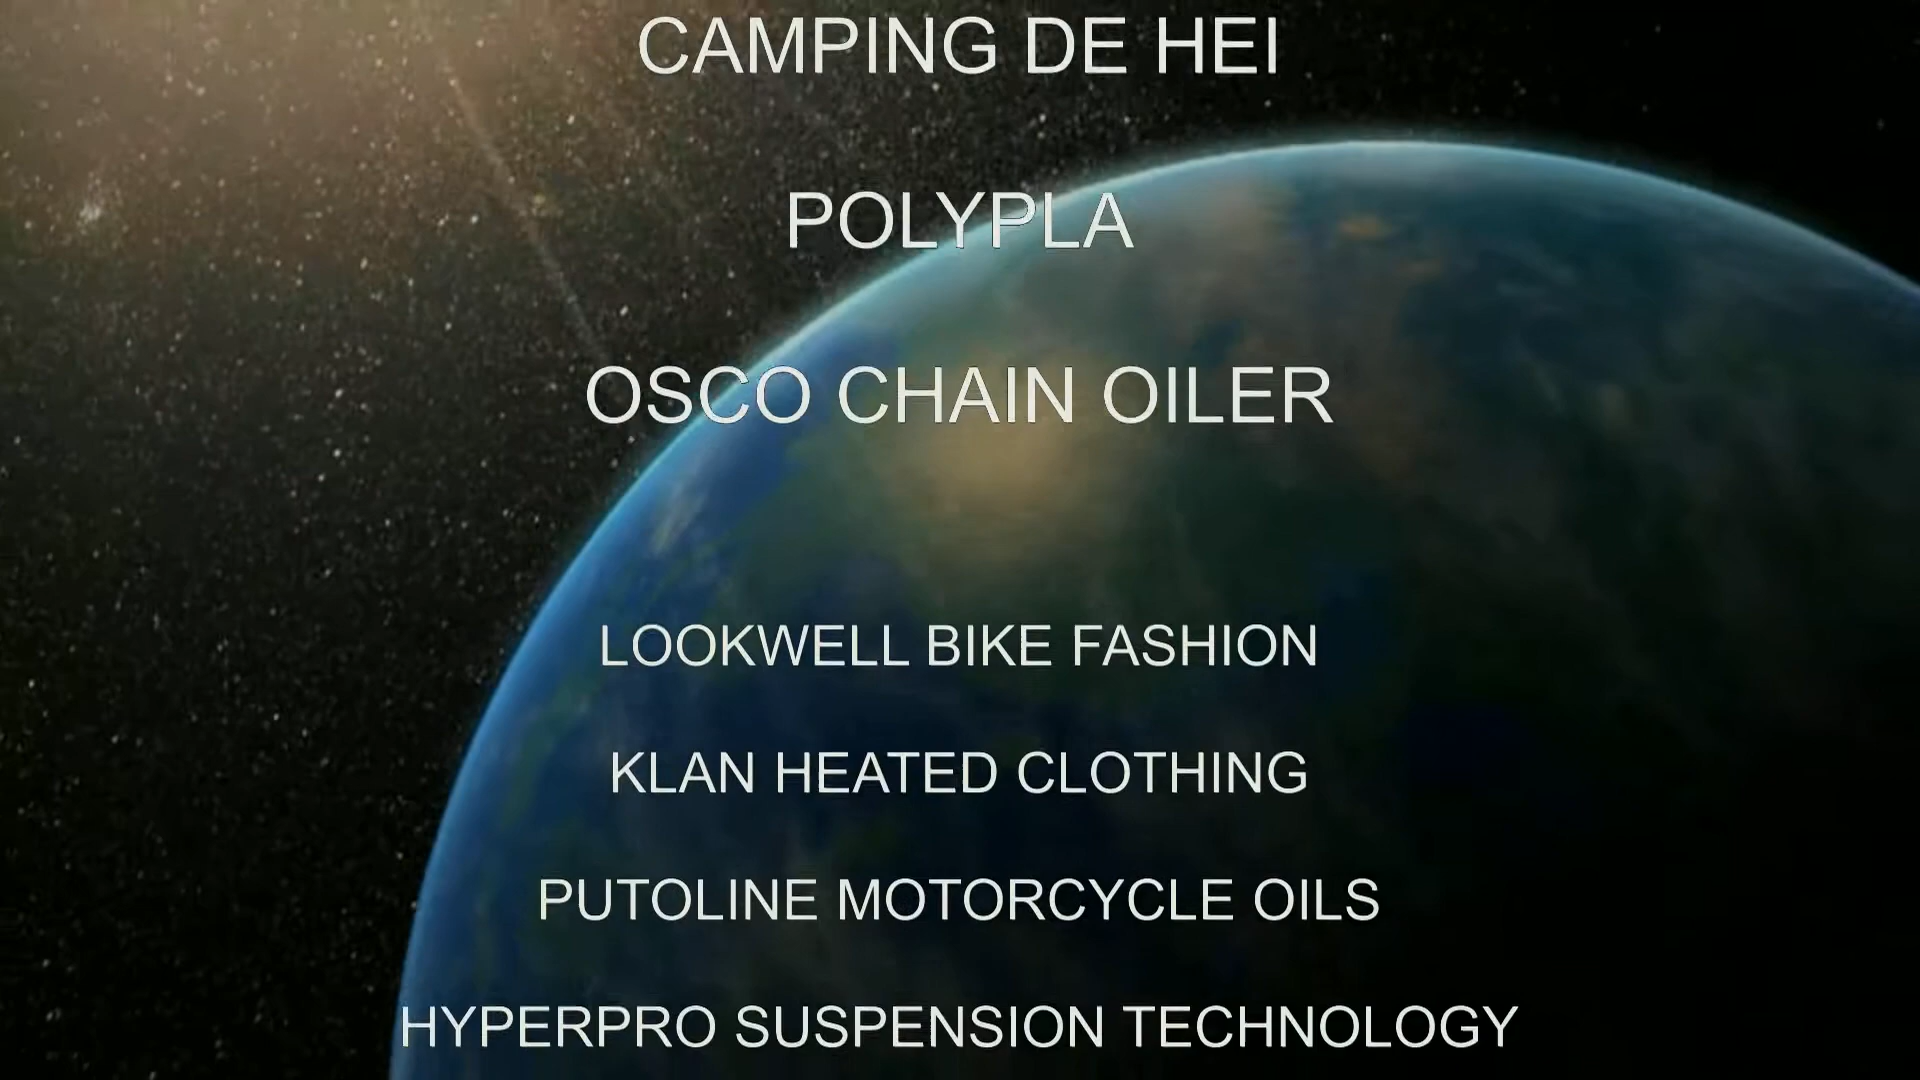 CAMPING DE HEI
POLYPLA
OSCO CHAIN OILER
LOOKWELL BIKE FASHION
KLAN HEATED CLOTHING
PUTOLINE MOTORCYCLE OILS
HYPERPRO SUSPENSION TECHNOLOGY